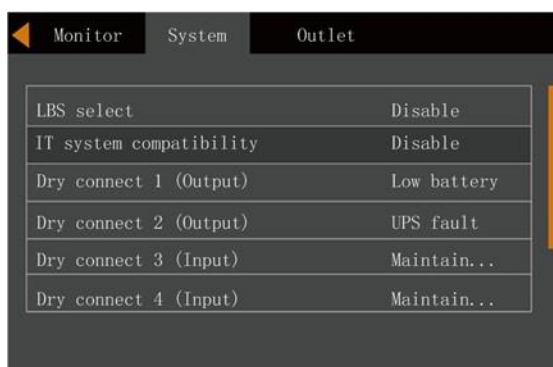 Monitor System Outlet
LBS select Disable
IT system compatibility Disable
Dry connect 1 (Output) Low battery
Dry connect 2 (Output) UPS fault
Dry connect 3 (Input) Maintain...
Dry connect 4 (Input) Maintain...